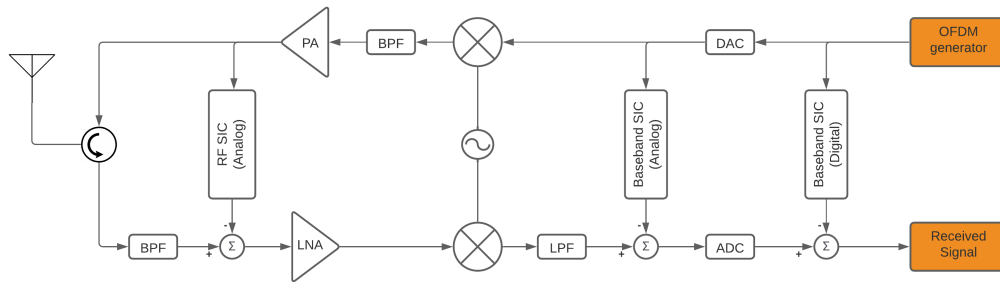 PA
BPF
DAC
OFDM
generator
RF SIC
(Analog)
Baseband SIC
(Analog)
Baseband SIC
(Digital)
BPF
-
+
Σ
LNA
LPF
-
+
Σ
ADC
-
+
Σ
Received
Signal